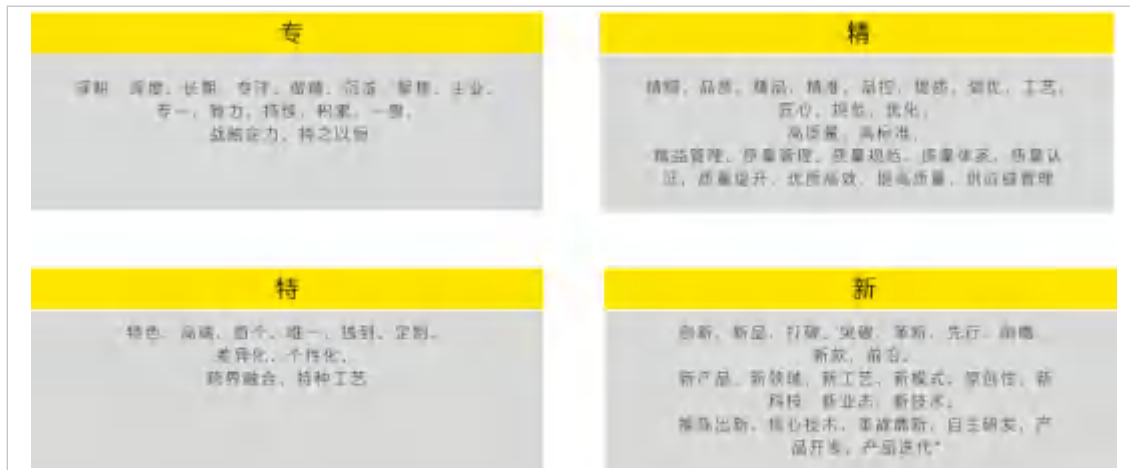 专
深耕、深度、长期、专注、做精、沉淀、聚焦、主业、
专一、致力、持续、积累、一贯、
战略定力、持之以恒
精
精细、品质、精品、精准、品控、提质、做优、工艺、
匠心、规范、优化、
高质量、高标准、
精益管理、质量管理、质量规范、质量体系、质量认
证、质量提升、优质高效、提高质量、供应链管理
特
特色、高端、首个、唯一、独到、定制、
差异化、个性化、
跨界融合、特种工艺
新
创新、新品、打破、突破、革新、先行、前瞻、
新款、前沿、
新产品、新领域、新工艺、新模式、原创性、新
科技、新业态、新技术、
推陈出新、核心技术、革故鼎新、自主研发、产
品开发、产品迭代"